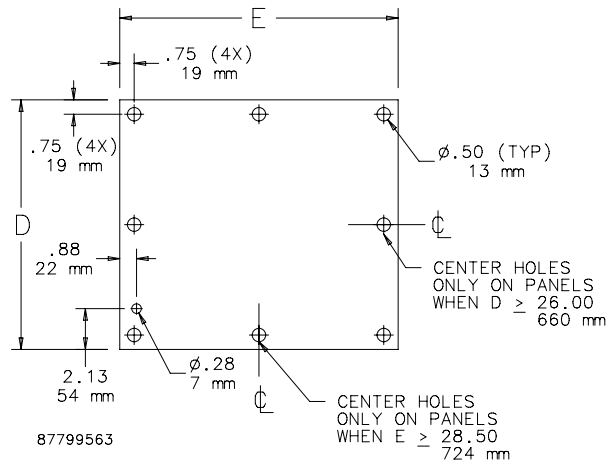 E
.75 (4X)
19 mm
.75 (4X)
19 mm
ø.50 (TYP)
13 mm
D
℄
.88
22 mm
CENTER HOLES
ONLY ON PANELS
WHEN D ≥ 26.00
660 mm
2.13
54 mm
ø.28
7 mm
℄
CENTER HOLES
ONLY ON PANELS
WHEN E ≥ 28.50
724 mm
87799563